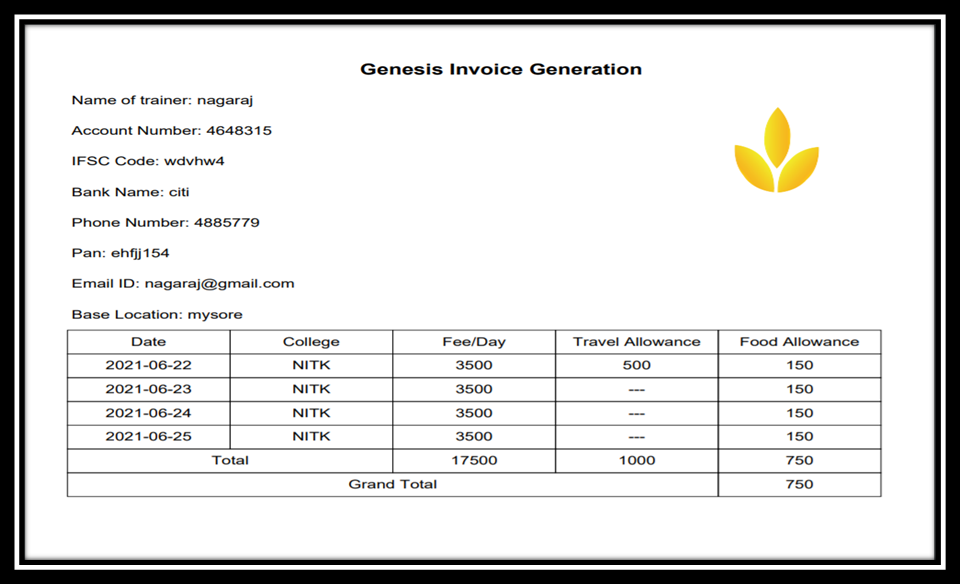 Genesis Invoice Generation
Name of trainer: nagaraj
Account Number: 4648315
IFSC Code: wdvhw4
Bank Name: citi
Phone Number: 4885779
Pan: ehfjj154
Email ID: nagaraj@gmail.com
Base Location: mysore
Date College Fee/Day Travel Allowance Food Allowance
2021-06-22 NITK 3500 500 150
2021-06-23 NITK 3500 --- 150
2021-06-24 NITK 3500 --- 150
2021-06-25 NITK 3500 --- 150
Total 17500 1000 750
Grand Total 750